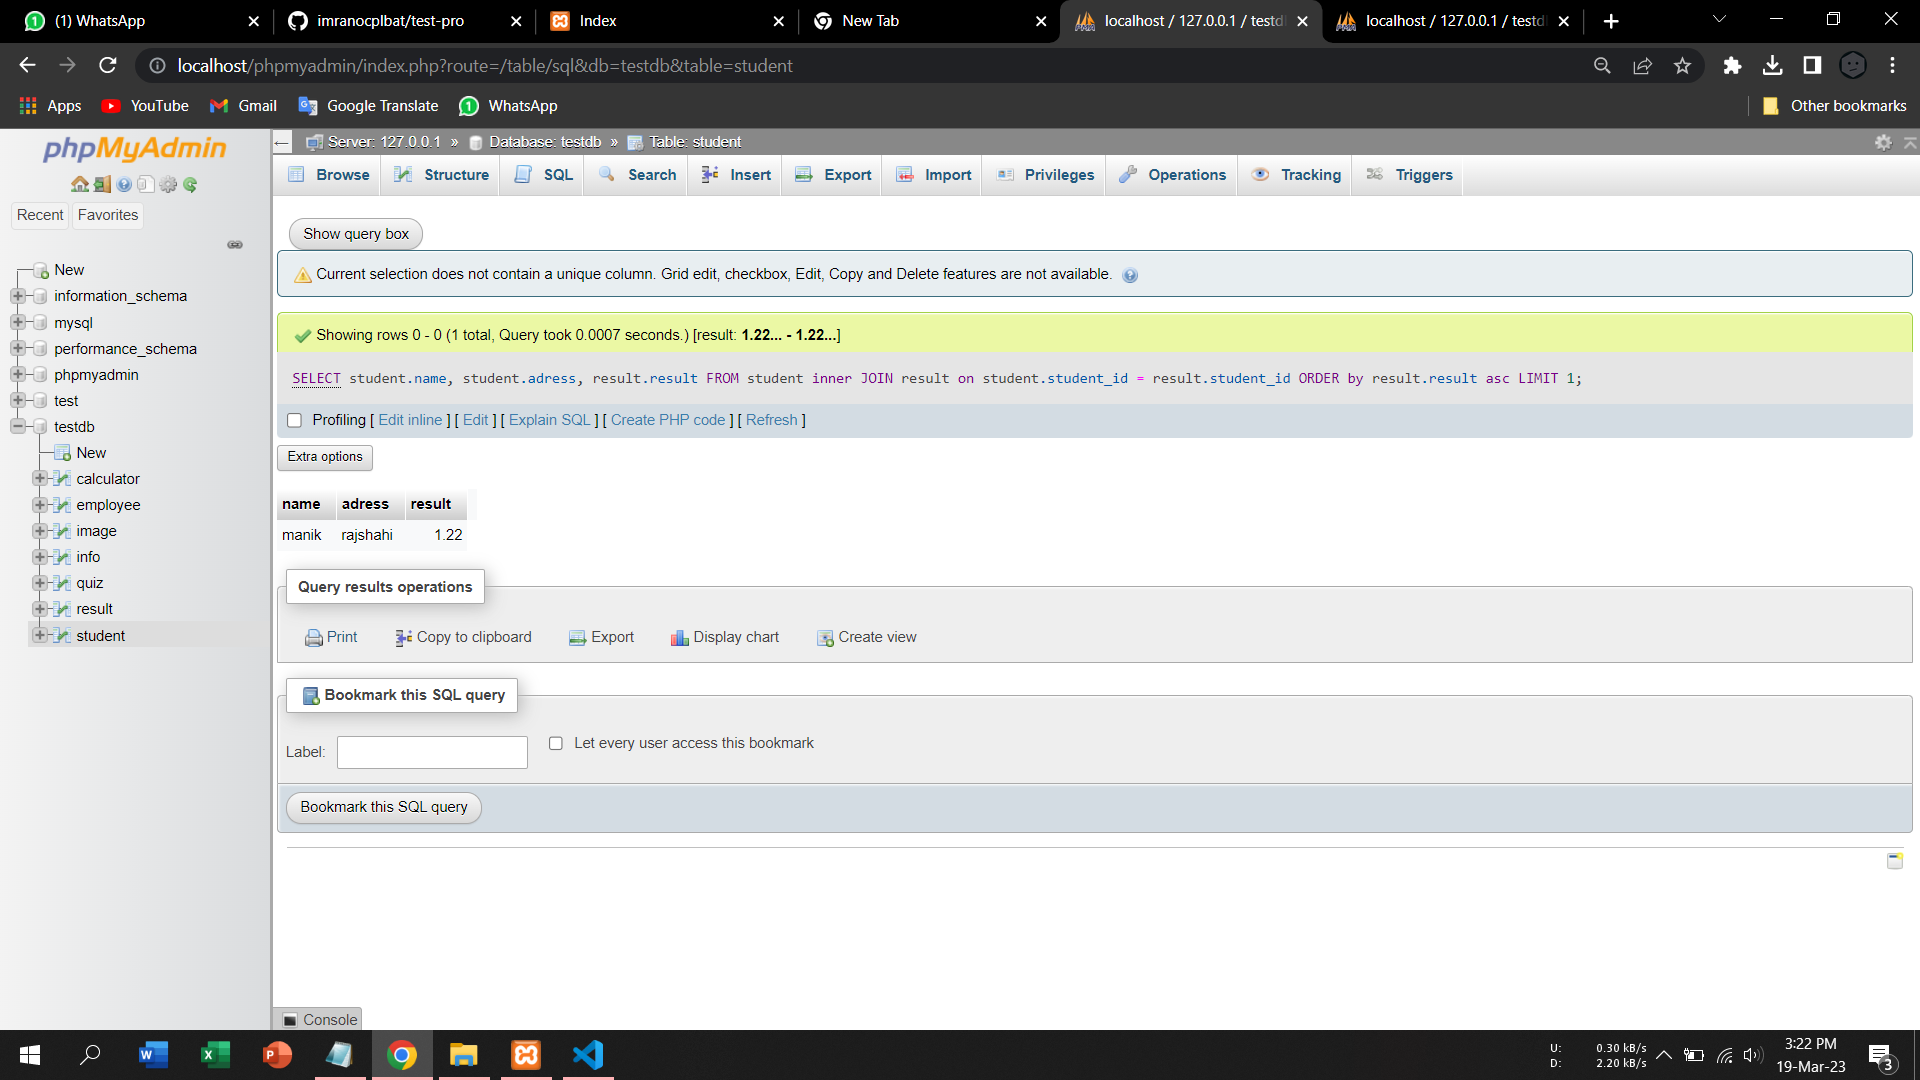 (1) WhatsApp
imranocplbat/test-pro
Index
New Tab
localhost / 127.0.0.1 / testd
localhost / 127.0.0.1 / testd
localhost/phpmyadmin/index.php?route=/table/sql&db=testdb&table=student
Apps
YouTube
Gmail
Google Translate
WhatsApp
Other bookmarks
phpMyAdmin
Recent
Favorites
New
information_schema
mysql
performance_schema
phpmyadmin
test
testdb
New
calculator
employee
image
info
quiz
result
student
Server: 127.0.0.1 » Database: testdb » Table: student
Browse
Structure
SQL
Search
Insert
Export
Import
Privileges
Operations
Tracking
Triggers
Show query box
Current selection does not contain a unique column. Grid edit, checkbox, Edit, Copy and Delete features are not available.
Showing rows 0 - 0 (1 total, Query took 0.0007 seconds.) [result: 1.22... - 1.22...]
SELECT student.name, student.adress, result.result FROM student inner JOIN result on student.student_id = result.student_id ORDER by result.result asc LIMIT 1;
Profiling [ Edit inline ] [ Edit ] [ Explain SQL ] [ Create PHP code ] [ Refresh ]
Extra options
name adress result
manik rajshahi 1.22
Query results operations
Print
Copy to clipboard
Export
Display chart
Create view
Bookmark this SQL query
Label:
Let every user access this bookmark
Bookmark this SQL query
Console
U: 0.30 kB/s
D: 2.20 kB/s
3:22 PM
19-Mar-23
3